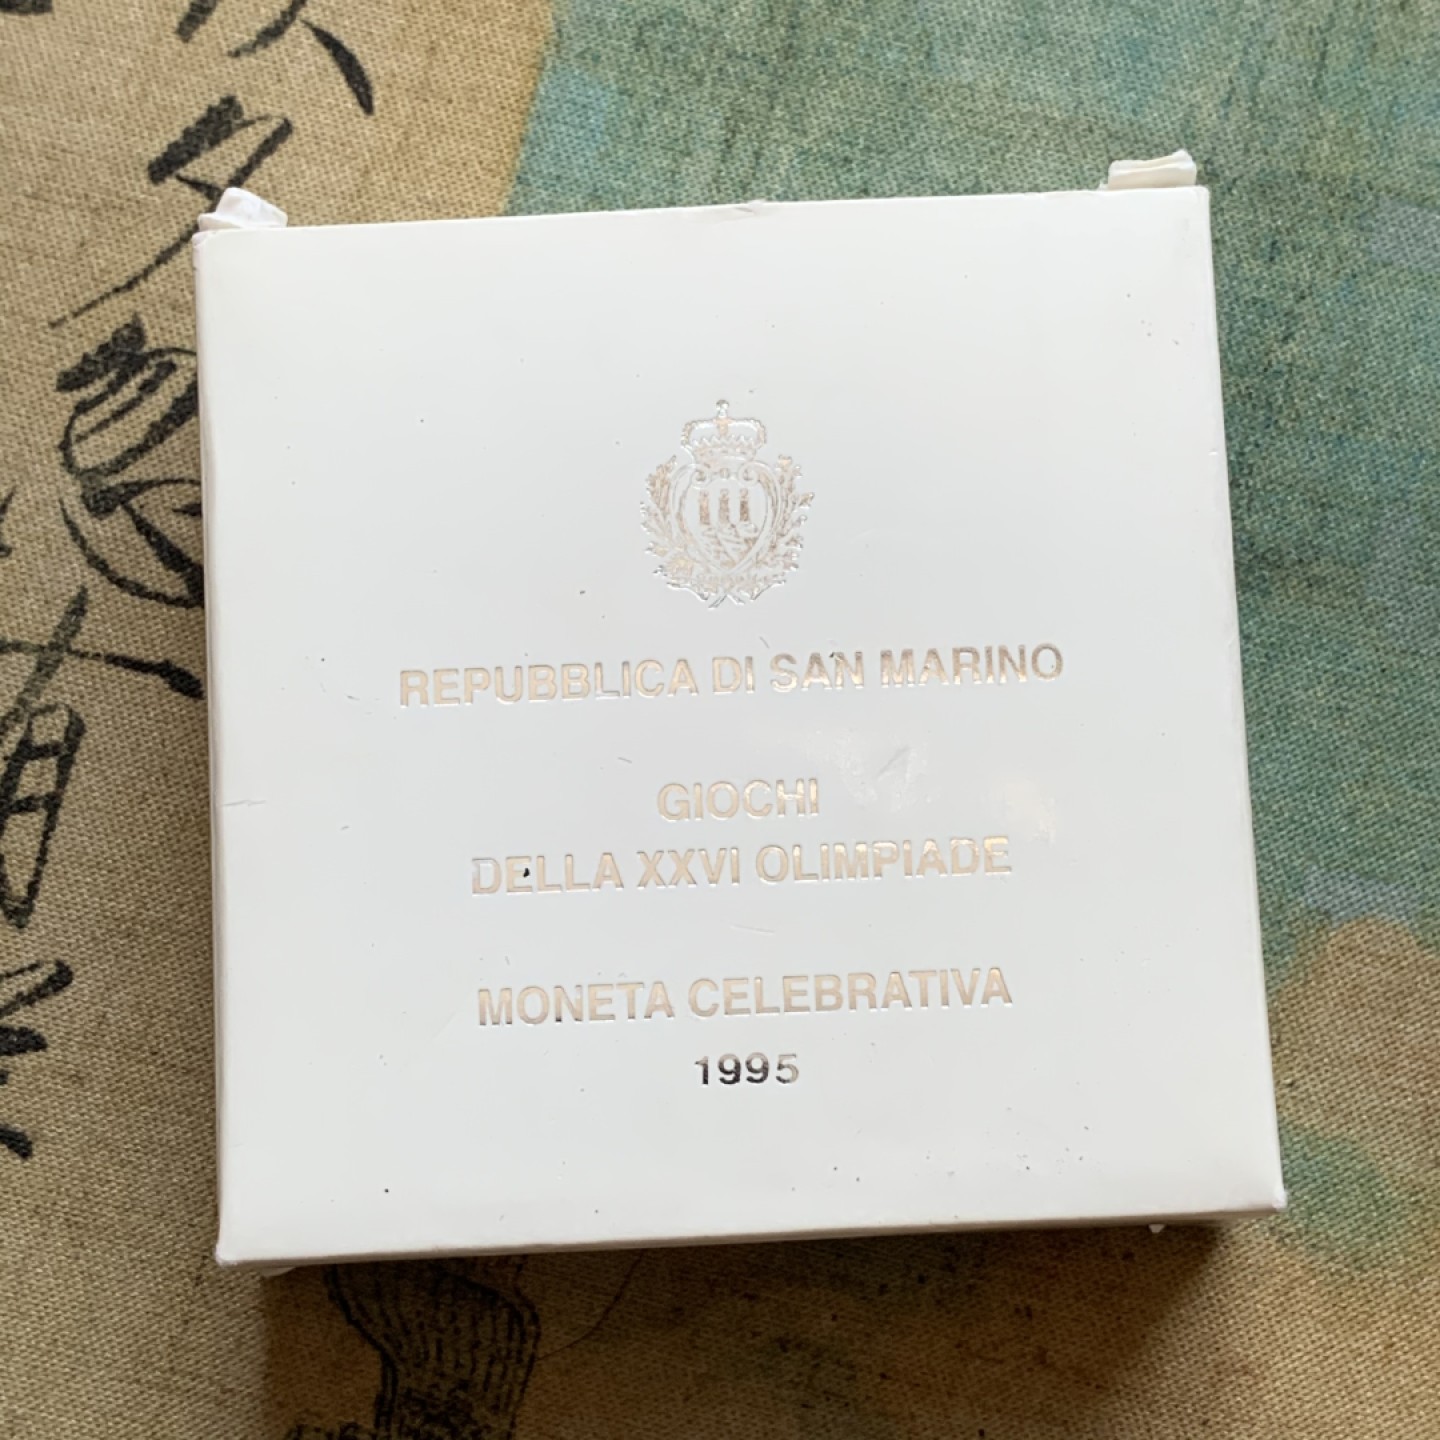 REPUBBLICA DI SAN MARINO
GIOCHI
DELLA XXVI OLIMPIADE
MONETA CELEBRATIVA
1995